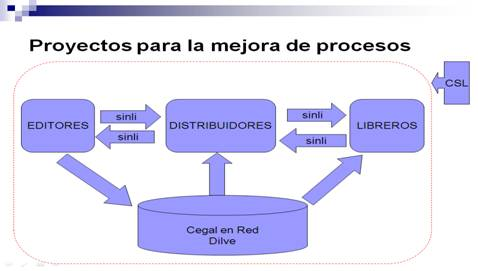 Proyectos para la mejora de procesos
CSL
EDITORES
sinli
sinli
DISTRIBUIDORES
sinli
sinli
LIBREROS
Cegal en Red
Dilve